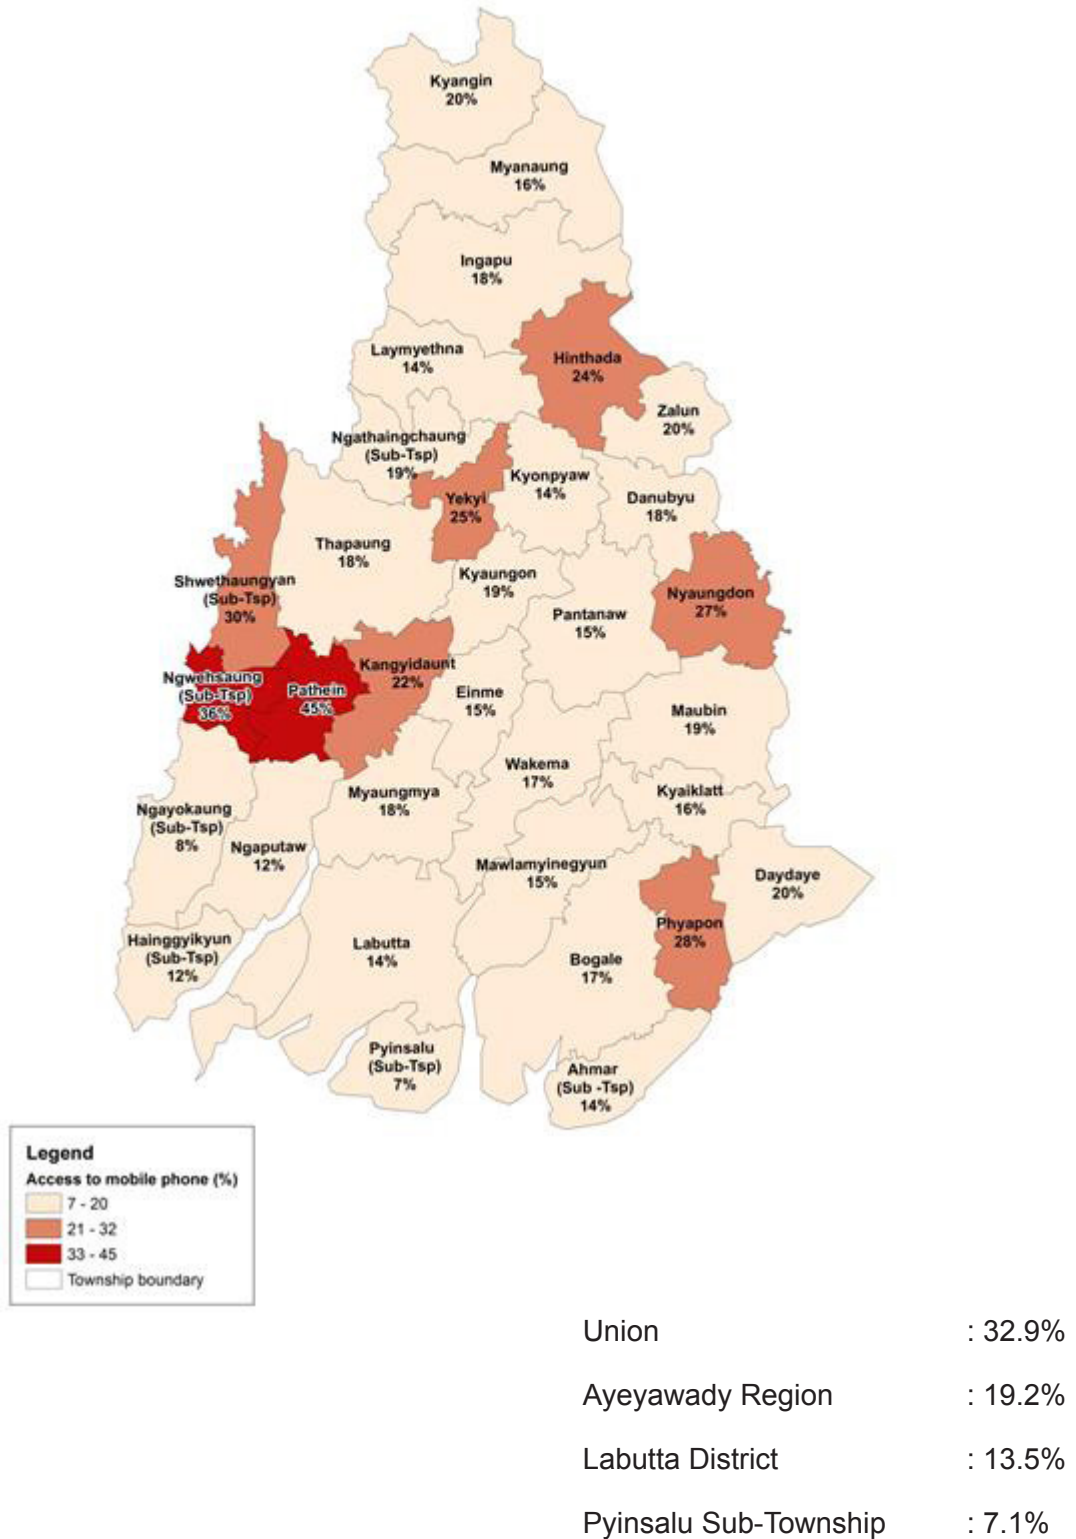 Kyangin
20%
Myanaung
16%
Ingapu
18%
Laymyethna
14%
Hinthada
24%
Zalun
20%
Ngathaingchaung
(Sub-Tsp)
19%
Yekyi
25%
Kyonpyaw
14%
Danubyu
18%
Thapaung
18%
Shwethaungyan
(Sub-Tsp)
30%
Kyaungon
19%
Pantanaw
15%
Nyaungdon
27%
Ngwehsaung
(Sub-Tsp)
36%
Pathein
45%
Kangyidaunt
22%
Einme
15%
Maubin
19%
Wakema
17%
Myaungmya
18%
Kyaiklatt
16%
Ngayokaung
(Sub-Tsp)
8%
Ngaputaw
12%
Mawlamyinegyun
15%
Daydaye
20%
Hainggyikyun
(Sub-Tsp)
12%
Labutta
14%
Bogale
17%
Phyapon
28%
Pyinsalu
(Sub-Tsp)
7%
Ahmar
(Sub -Tsp)
14%
Legend
Access to mobile phone (%)
7 - 20
21 - 32
33 - 45
Township boundary
Union : 32.9%
Ayeyawady Region : 19.2%
Labutta District : 13.5%
Pyinsalu Sub-Township : 7.1%